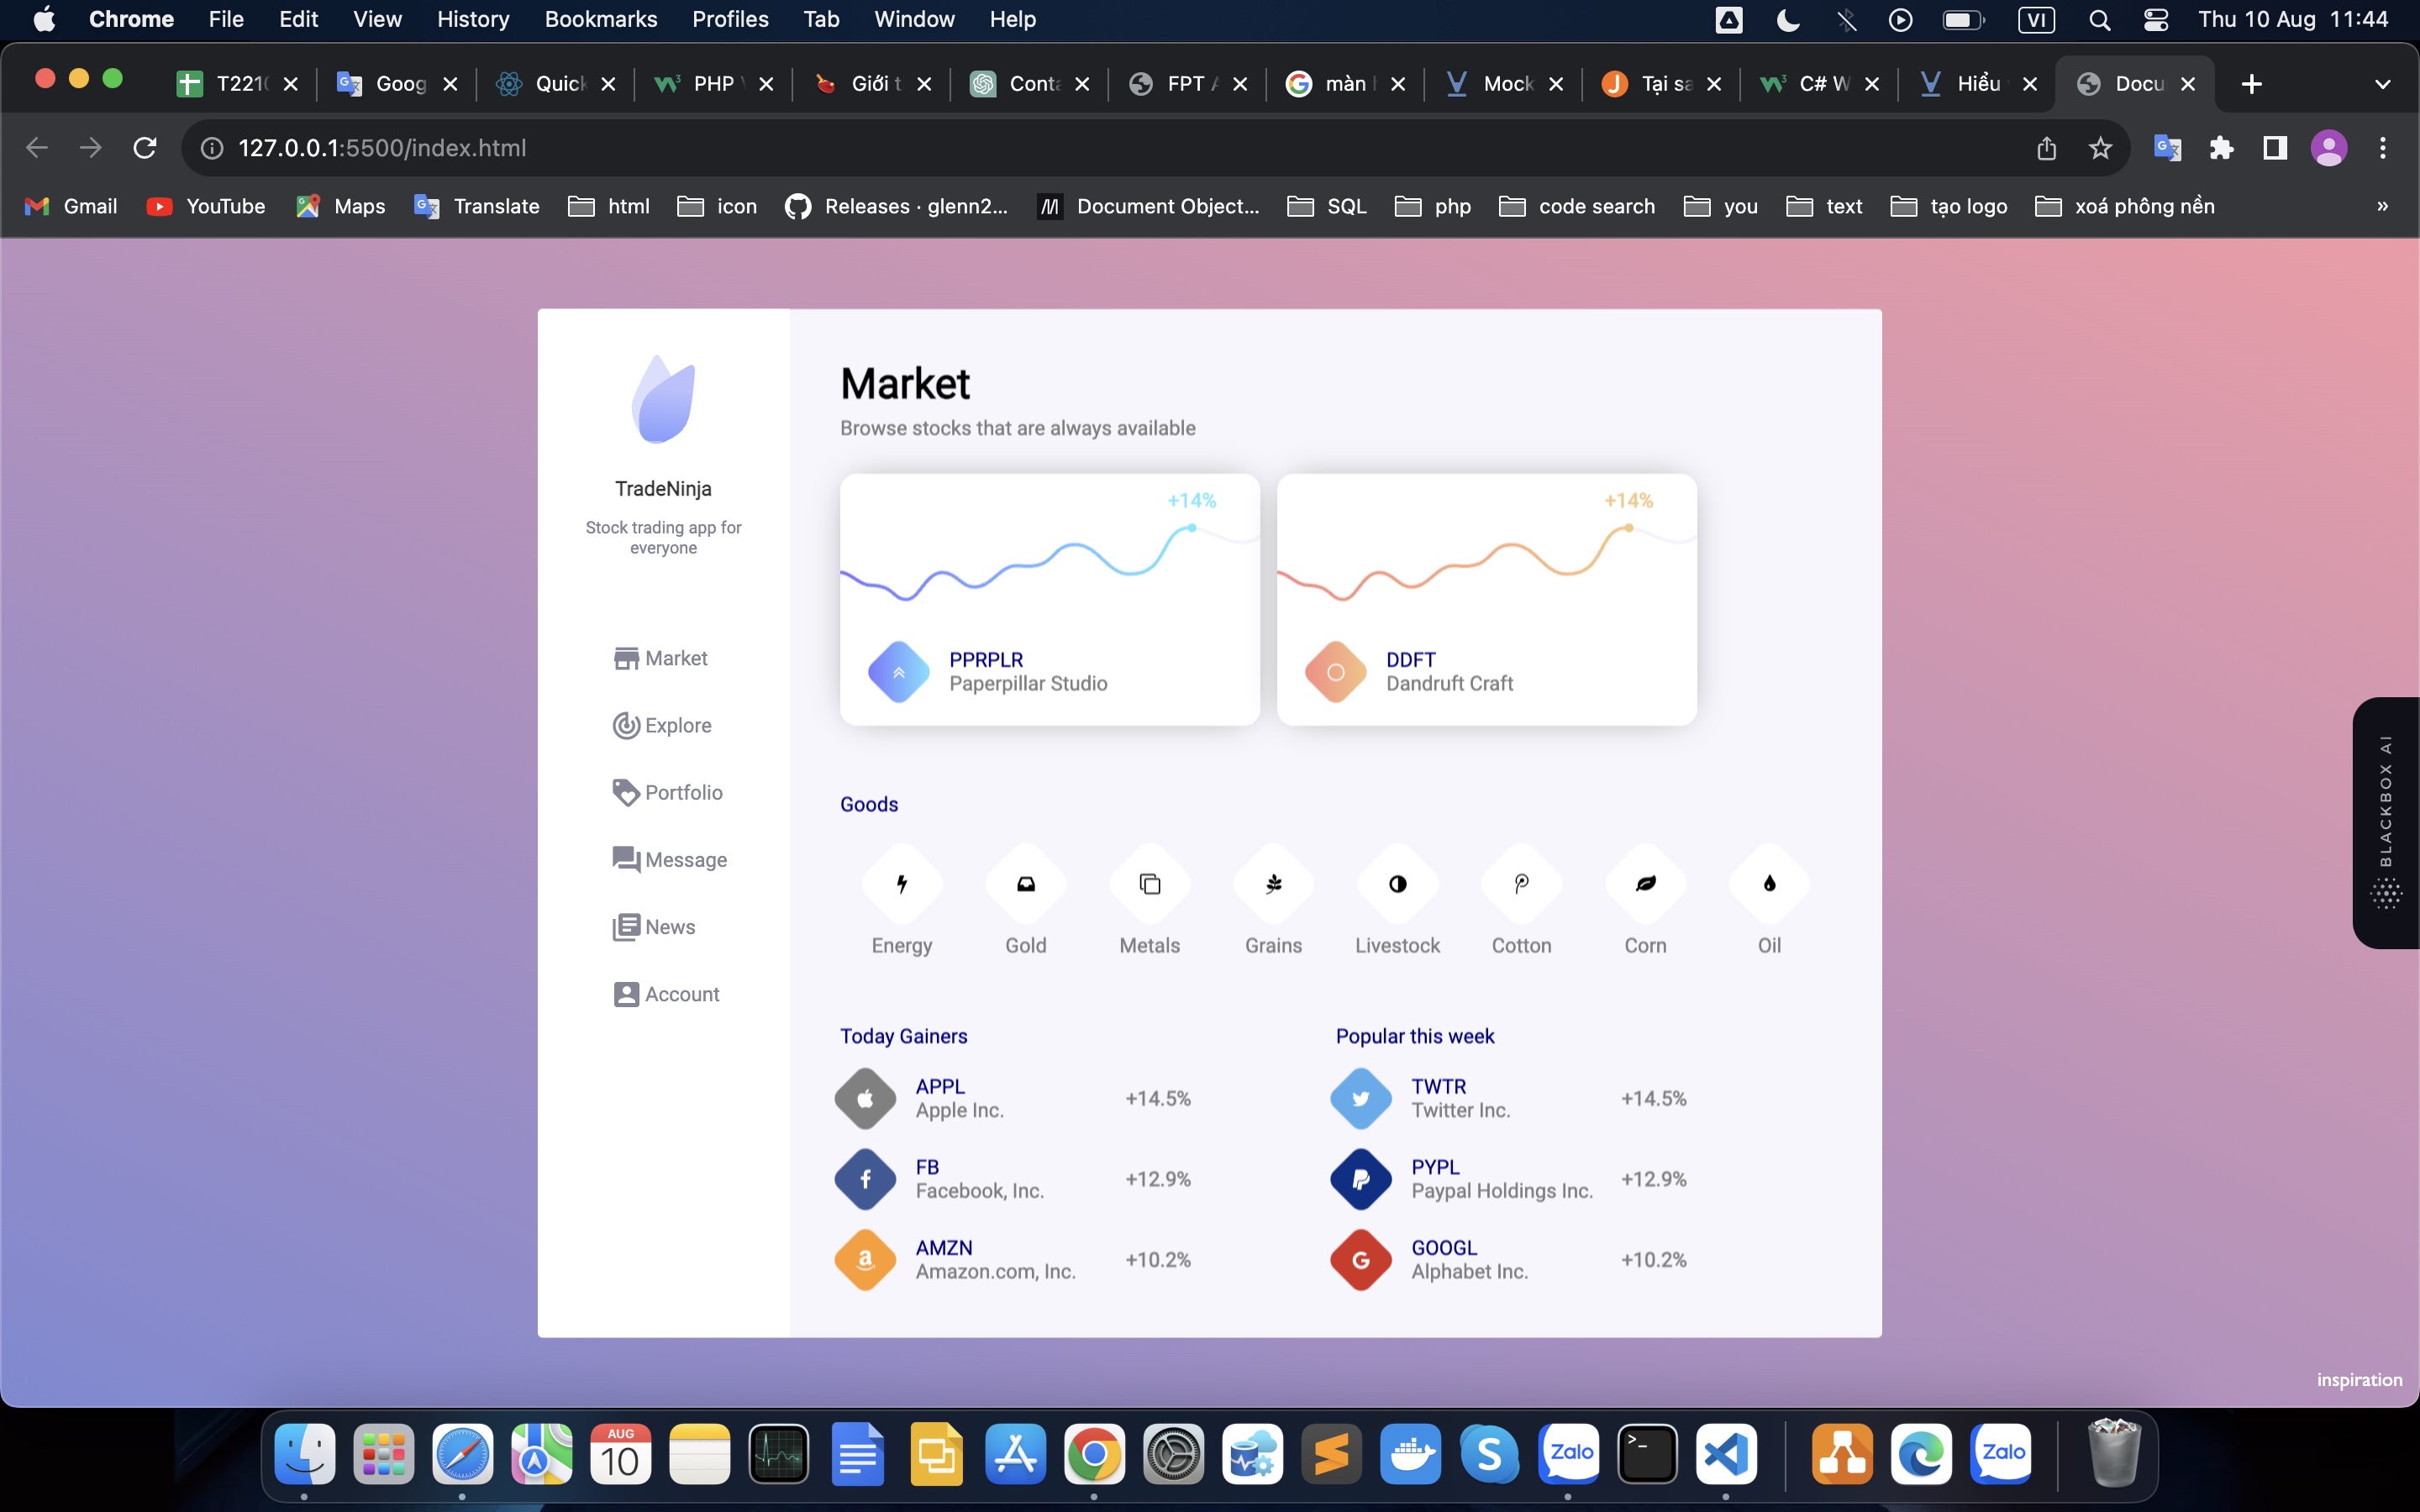 Chrome File Edit View History Bookmarks Profiles Tab Window Help VI Thu 10 Aug 11:44
T221 Goog Quick PHP Giới t Conta FPT màn Mock Tại sa C# W Hiểu Docu
127.0.0.1:5500/index.html
Gmail YouTube Maps Translate html icon Releases · glenn2... Document Object... SQL php code search you text tạo logo xoá phông nền »
TradeNinja
Stock trading app for
everyone
Market
Explore
Portfolio
Message
News
Account
Market
Browse stocks that are always available
+14%
PPRPLR
Paperpillar Studio
+14%
DDFT
Dandruft Craft
Goods
Energy Gold Metals Grains Livestock Cotton Corn Oil
Today Gainers
APPL
Apple Inc.
+14.5%
FB
Facebook, Inc.
+12.9%
AMZN
Amazon.com, Inc.
+10.2%
Popular this week
TWTR
Twitter Inc.
+14.5%
PYPL
Paypal Holdings Inc.
+12.9%
GOOGL
Alphabet Inc.
+10.2%
BLACKBOX AI
inspiration
AUG
10
Zalo
Zalo